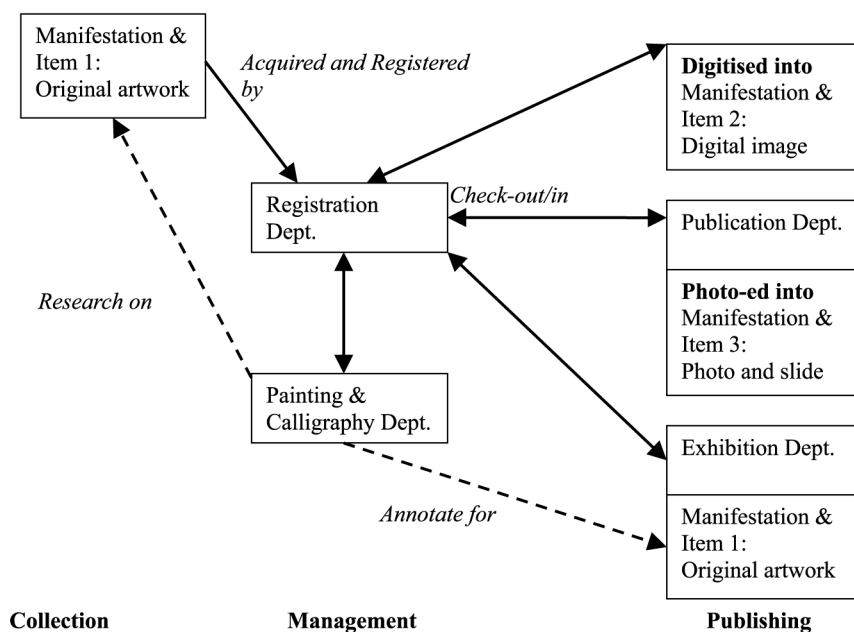 Manifestation &
Item 1:
Original artwork
Acquired and Registered
by
Digitised into
Manifestation &
Item 2:
Digital image
Registration
Dept.
Check-out/in
Publication Dept.
Photo-ed into
Manifestation &
Item 3:
Photo and slide
Research on
Painting &
Calligraphy Dept.
Exhibition Dept.
Annotate for
Manifestation &
Item 1:
Original artwork
Collection
Management
Publishing